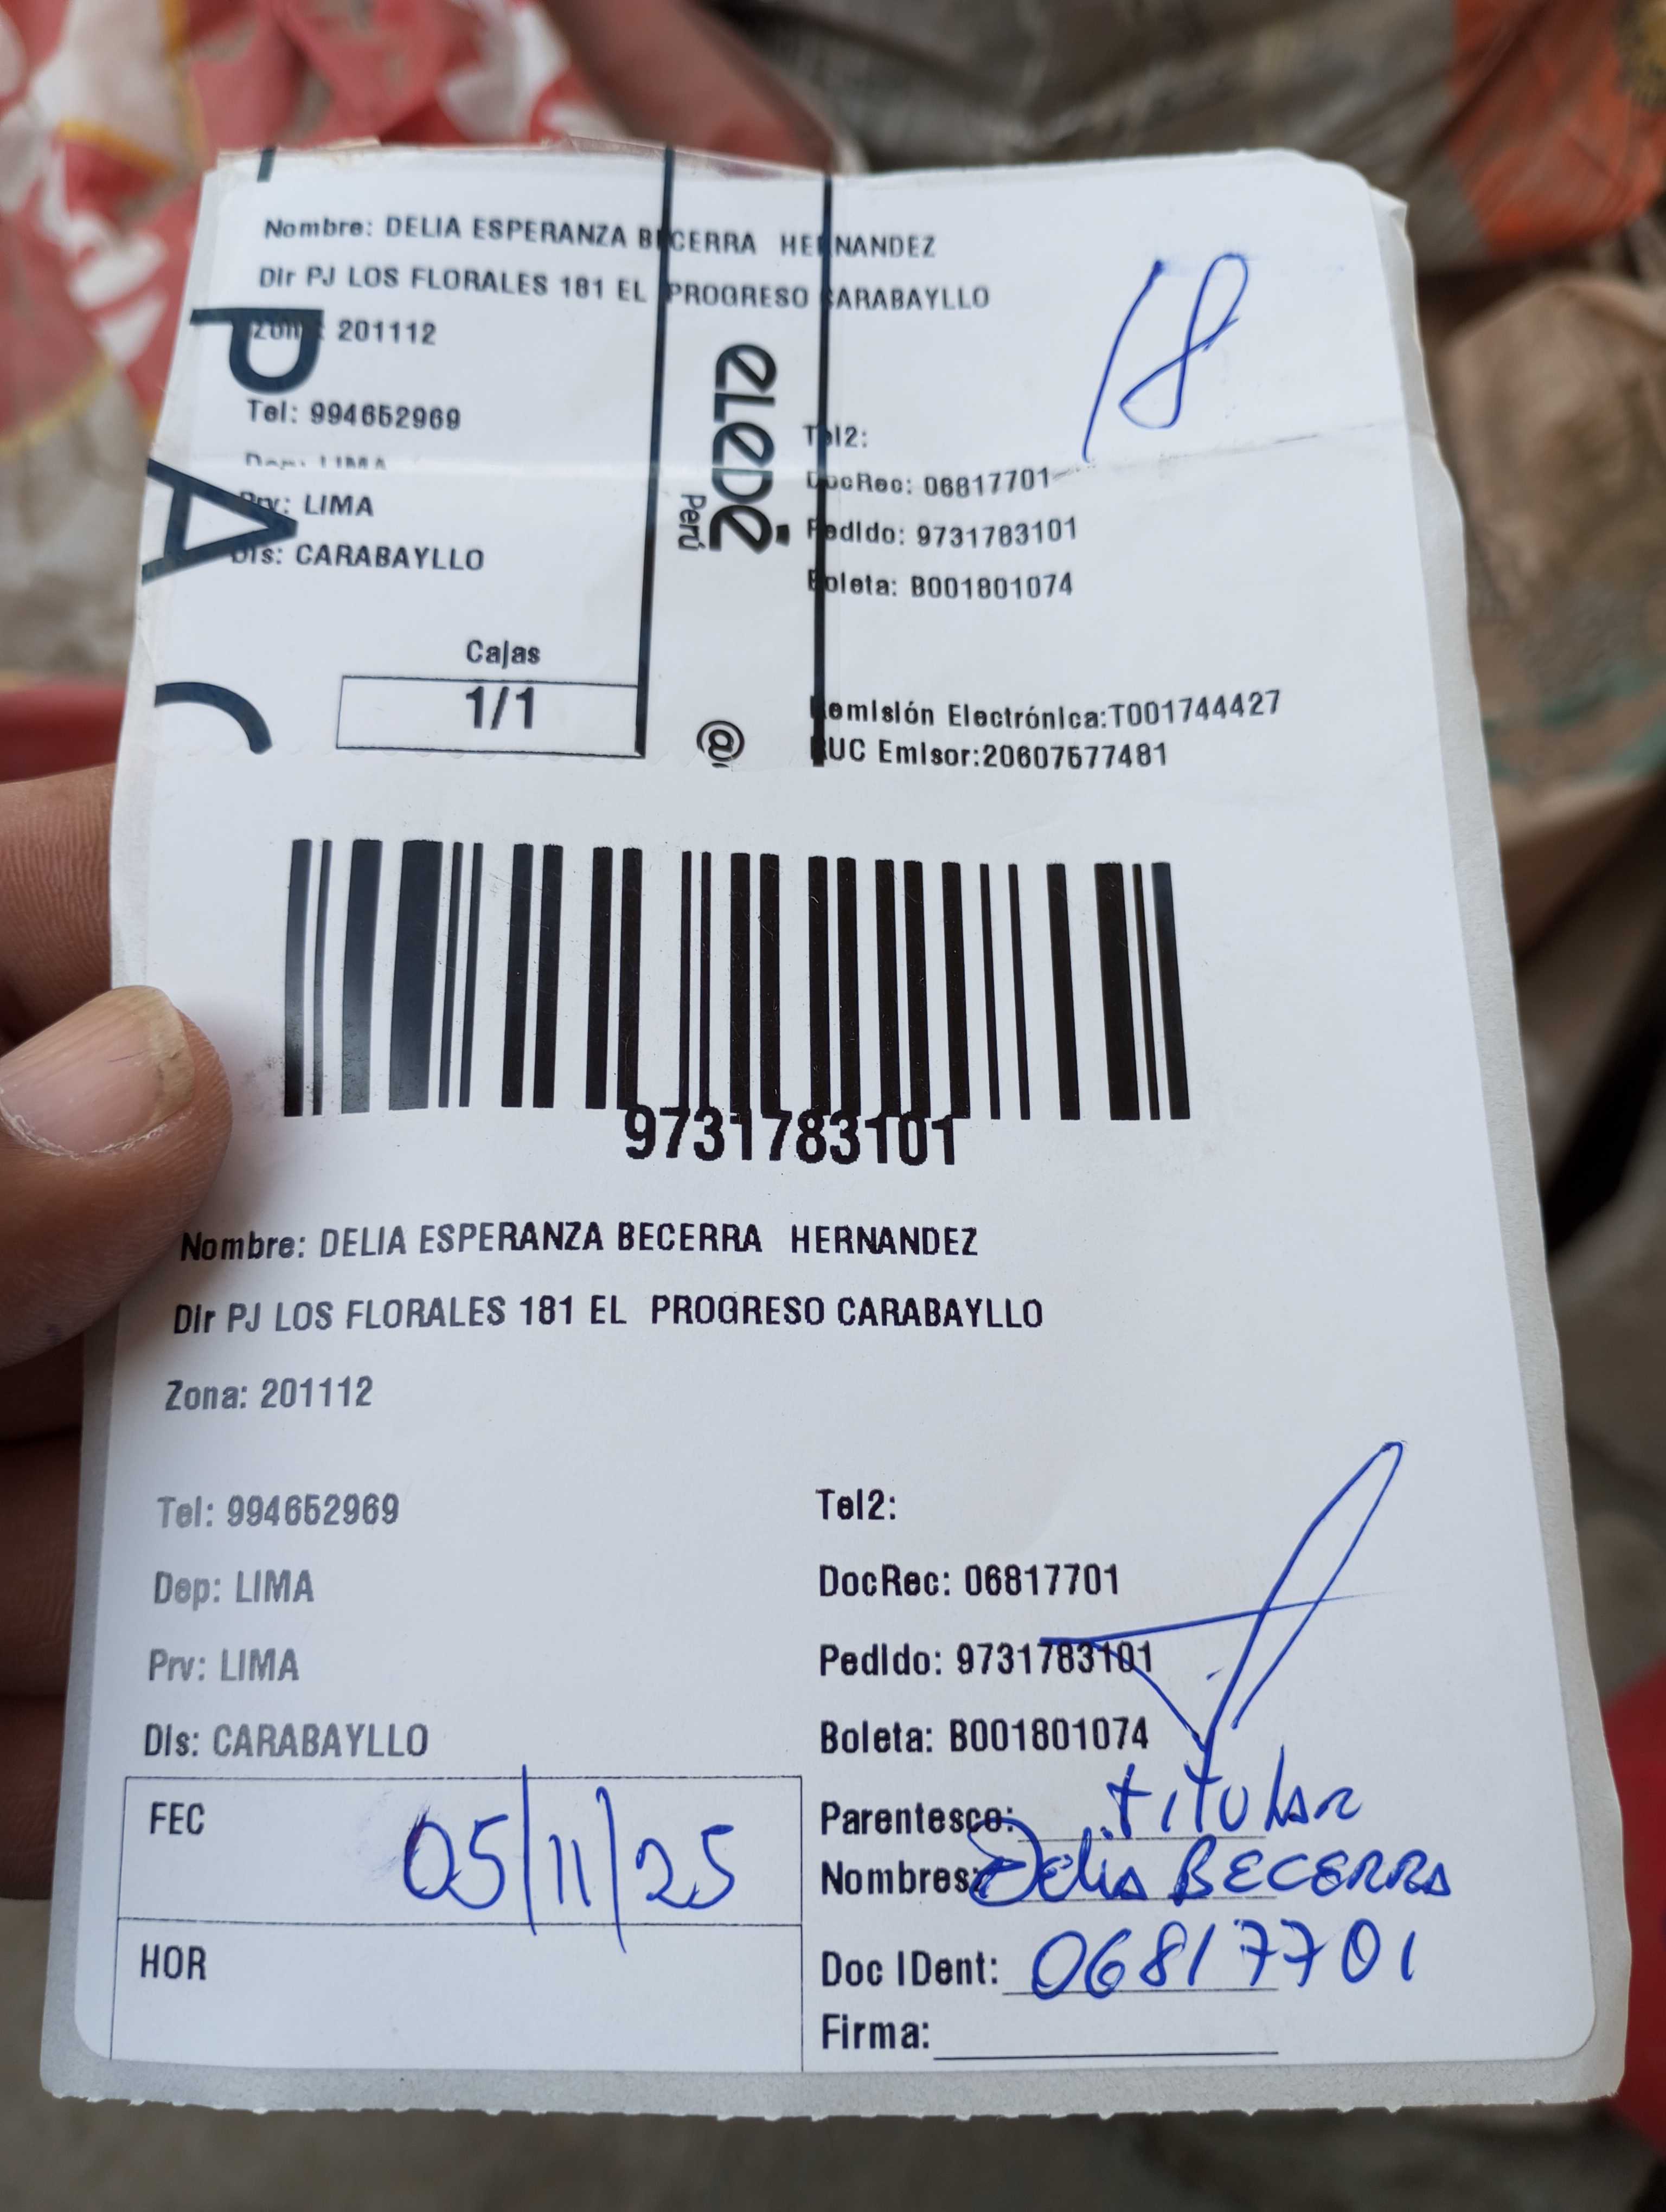 Nombre: DELIA ESPERANZA BECERRA HERNANDEZ
Dir PJ LOS FLORALES 181 EL PROGRESO CARABAYLLO
Zona: 201112
18
PA
Tel: 994652969
Tel2:
Dep: LIMA
DocRec: 06817701
Prv: LIMA
Pedido: 9731783101
Dis: CARABAYLLO
Boleta: B001801074
eLeDé
Perú
Cajas
1/1
@
Remisión Electrónica:T001744427
RUC Emisor:20607577481
9731783101
Nombre: DELIA ESPERANZA BECERRA HERNANDEZ
Dir PJ LOS FLORALES 181 EL PROGRESO CARABAYLLO
Zona: 201112
Tel: 994652969
Tel2:
Dep: LIMA
DocRec: 06817701
Prv: LIMA
Pedido: 9731783101
Dis: CARABAYLLO
Boleta: B001801074
FEC 05/11/25
Parentesco: titular
Nombres: Delia BECERRA
HOR
Doc IDent: 06817701
Firma: